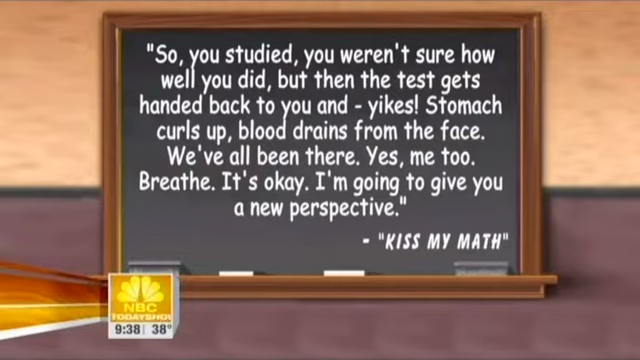 "So, you studied, you weren't sure how
well you did, but then the test gets
handed back to you and - yikes! Stomach
curls up, blood drains from the face.
We've all been there. Yes, me too.
Breathe. It's okay. I'm going to give you
a new perspective."
- "KISS MY MATH"
NBC
TODAYSHOW
9:38 38°